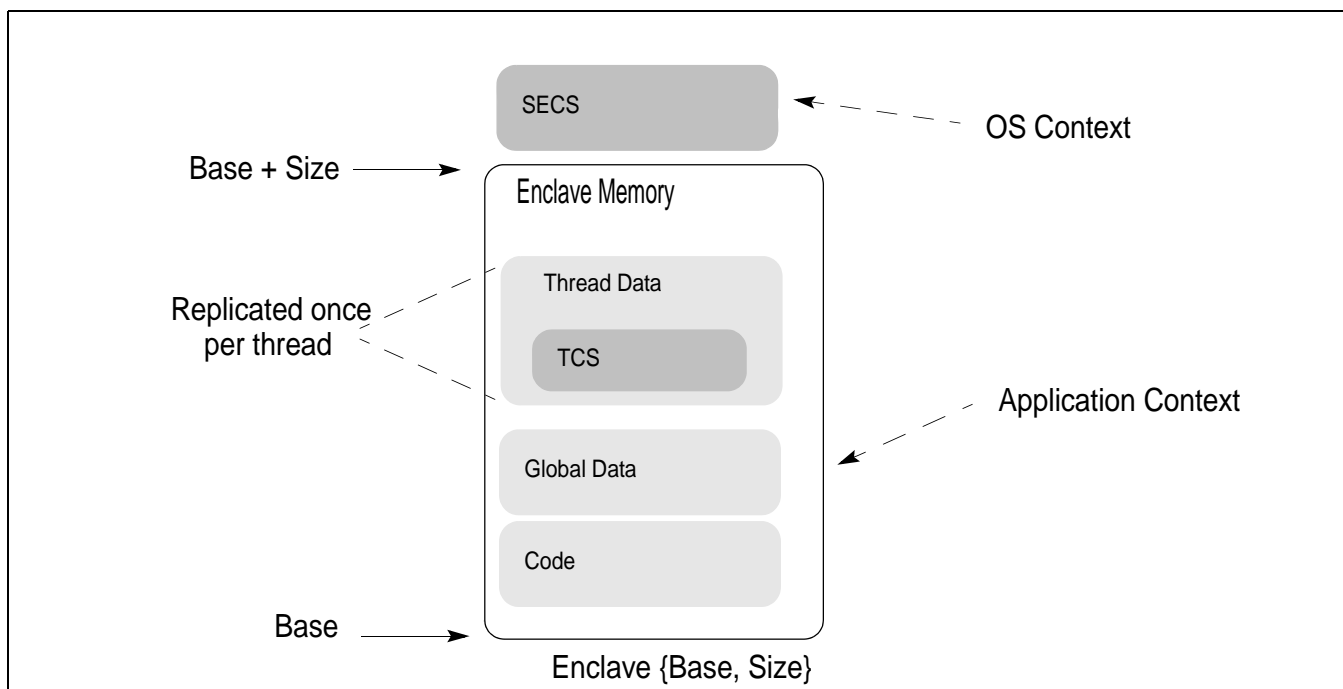 SECS
OS Context
Base + Size
Enclave Memory
Thread Data
Replicated once
per thread
TCS
Application Context
Global Data
Code
Base
Enclave {Base, Size}